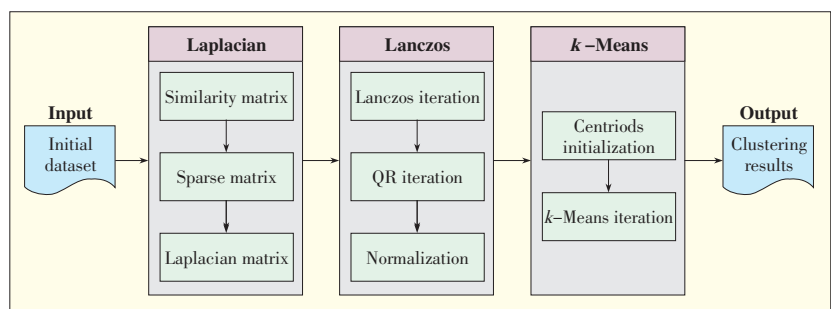 Input
Initial
dataset
Laplacian
Similarity matrix
Sparse matrix
Laplacian matrix
Lanczos
Lanczos iteration
QR iteration
Normalization
k-Means
Centriods
initialization
k-Means iteration
Output
Clustering
results